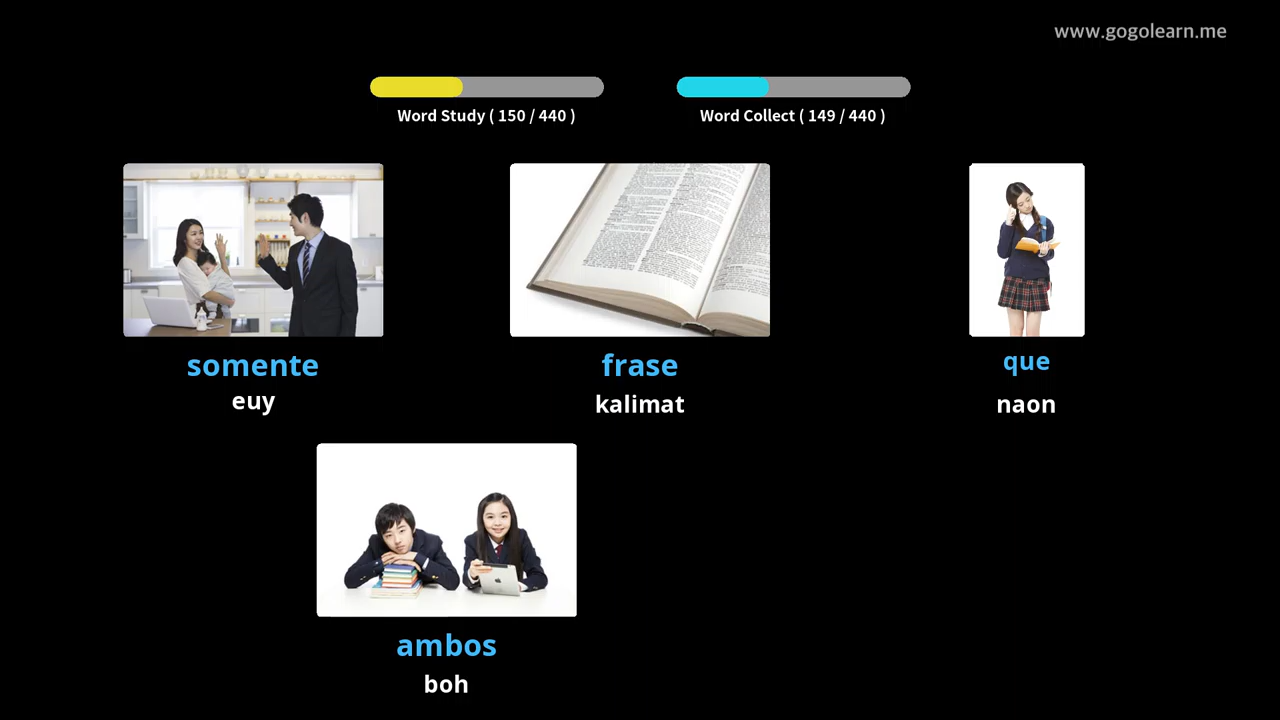 www.gogolearn.me
Word Study ( 150 / 440 )
Word Collect ( 149 / 440 )
somente
euy
frase
kalimat
que
naon
ambos
boh